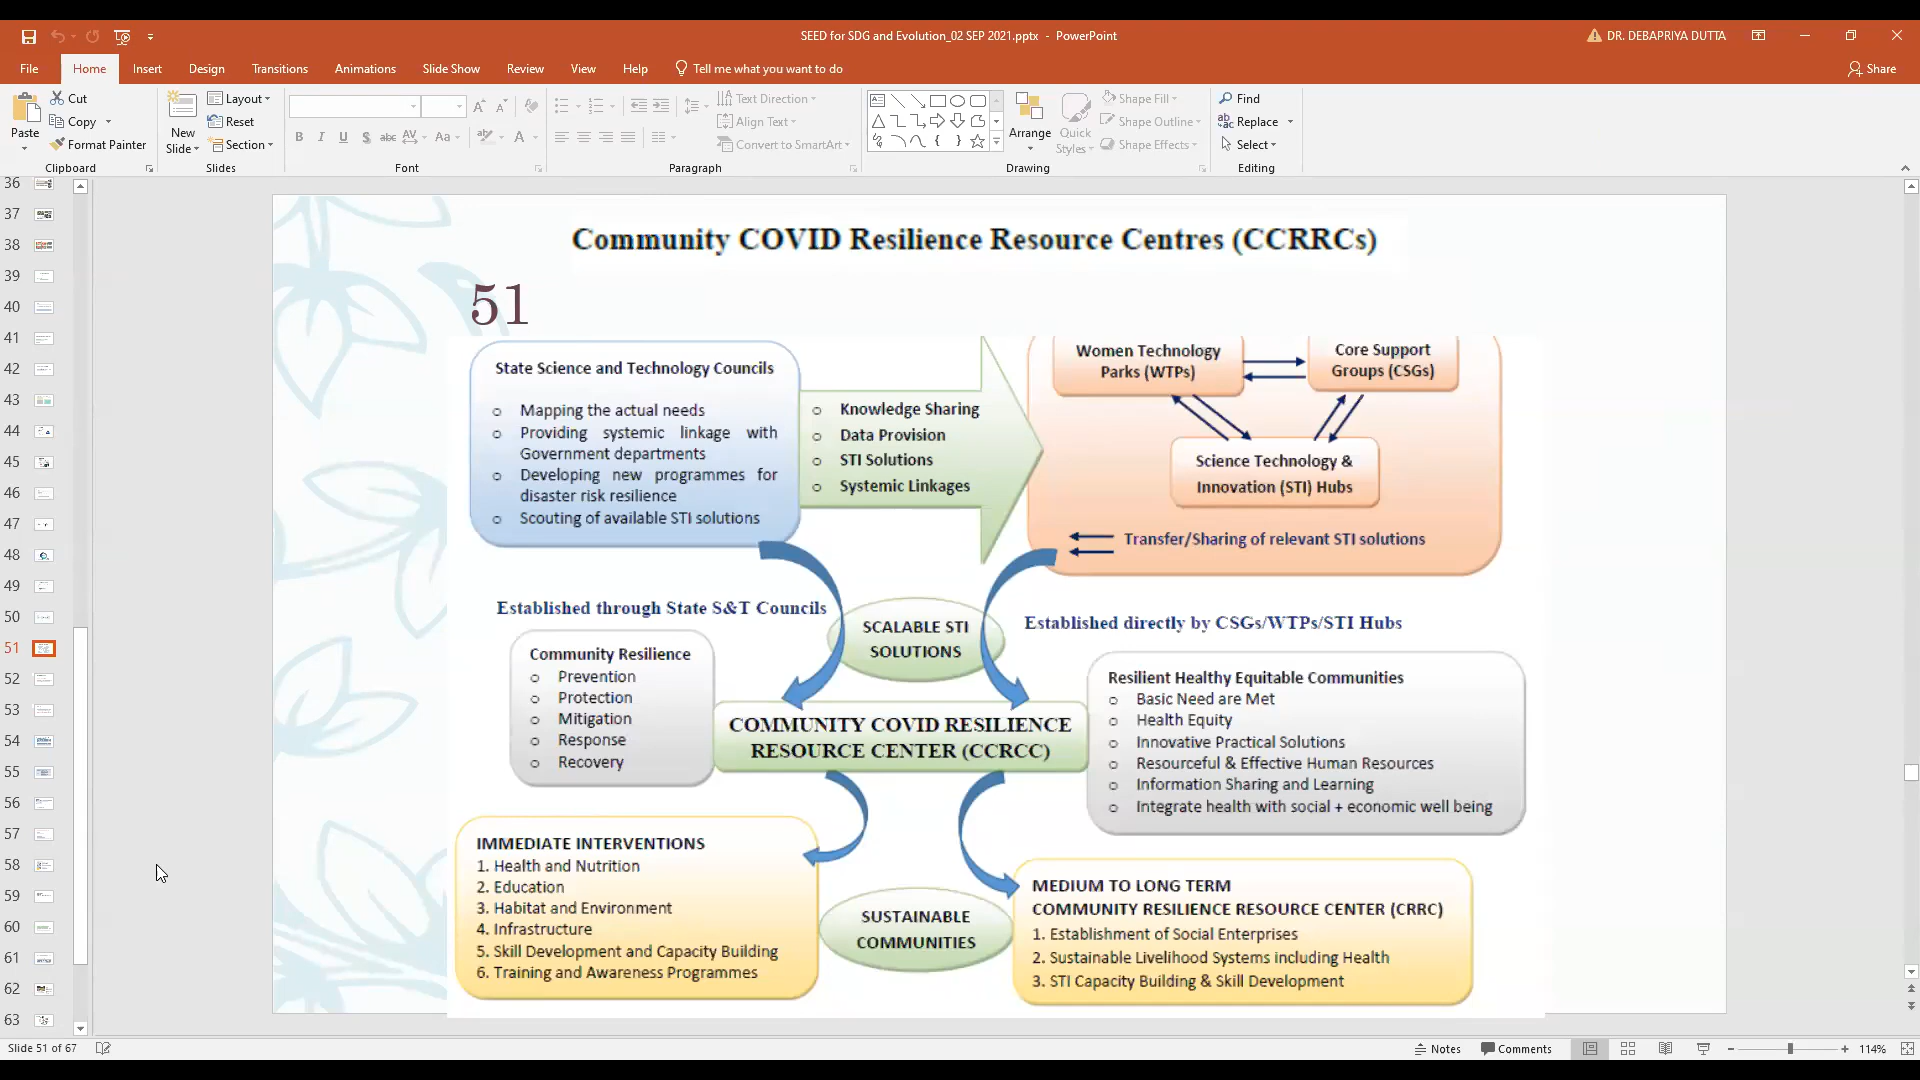 SEED for SDG and Evolution_02 SEP 2021.pptx - PowerPoint
DR. DEBAPRIYA DUTTA
File Home Insert Design Transitions Animations Slide Show Review View Help Tell me what you want to do
Share
Paste
Cut
Copy
Format Painter
Clipboard
New
Slide
Layout
Reset
Section
Slides
Font
Text Direction
Align Text
Convert to SmartArt
Paragraph
Arrange
Quick
Styles
Shape Fill
Shape Outline
Shape Effects
Drawing
Find
Replace
Select
Editing
36
37
38
39
40
41
42
43
44
45
46
47
48
49
50
51
52
53
54
55
56
57
58
59
60
61
62
63
Community COVID Resilience Resource Centres (CCRRCs)
51
State Science and Technology Councils
Mapping the actual needs
Providing systemic linkage with
Government departments
Developing new programmes for
disaster risk resilience
Scouting of available STI solutions
Knowledge Sharing
Data Provision
STI Solutions
Systemic Linkages
Women Technology
Parks (WTPs)
Core Support
Groups (CSGs)
Science Technology &
Innovation (STI) Hubs
Transfer/Sharing of relevant STI solutions
Established through State S&T Councils
SCALABLE STI
SOLUTIONS
Established directly by CSGs/WTPs/STI Hubs
Community Resilience
Prevention
Protection
Mitigation
Response
Recovery
COMMUNITY COVID RESILIENCE
RESOURCE CENTER (CCRCC)
Resilient Healthy Equitable Communities
Basic Need are Met
Health Equity
Innovative Practical Solutions
Resourceful & Effective Human Resources
Information Sharing and Learning
Integrate health with social + economic well being
IMMEDIATE INTERVENTIONS
1. Health and Nutrition
2. Education
3. Habitat and Environment
4. Infrastructure
5. Skill Development and Capacity Building
6. Training and Awareness Programmes
SUSTAINABLE
COMMUNITIES
MEDIUM TO LONG TERM
COMMUNITY RESILIENCE RESOURCE CENTER (CRRC)
1. Establishment of Social Enterprises
2. Sustainable Livelihood Systems including Health
3. STI Capacity Building & Skill Development
Slide 51 of 67
Notes
Comments
114%